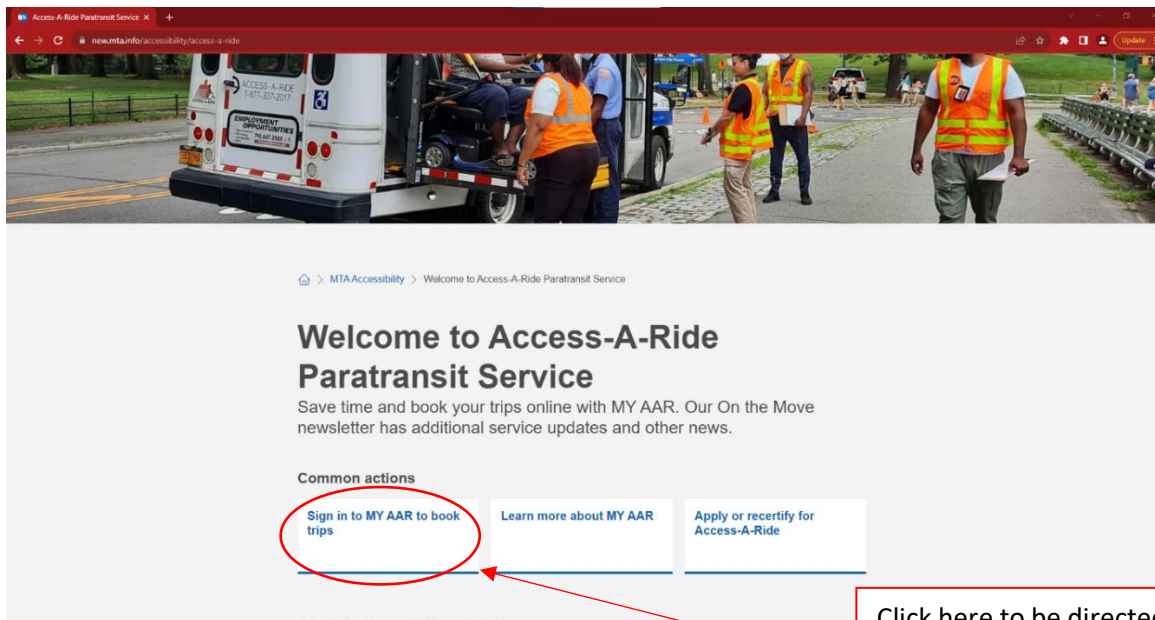 Access-A-Ride Paratransit Service
new.mta.info/accessibility/access-a-ride
Update
ACCESS-A-RIDE
1-877-337-2017
EMPLOYMENT
OPPORTUNITIES
MTA Accessibility > Welcome to Access-A-Ride Paratransit Service
Welcome to Access-A-Ride
Paratransit Service
Save time and book your trips online with MY AAR. Our On the Move
newsletter has additional service updates and other news.
Common actions
Sign in to MY AAR to book
trips
Learn more about MY AAR
Apply or recertify for
Access-A-Ride
Click here to be directed